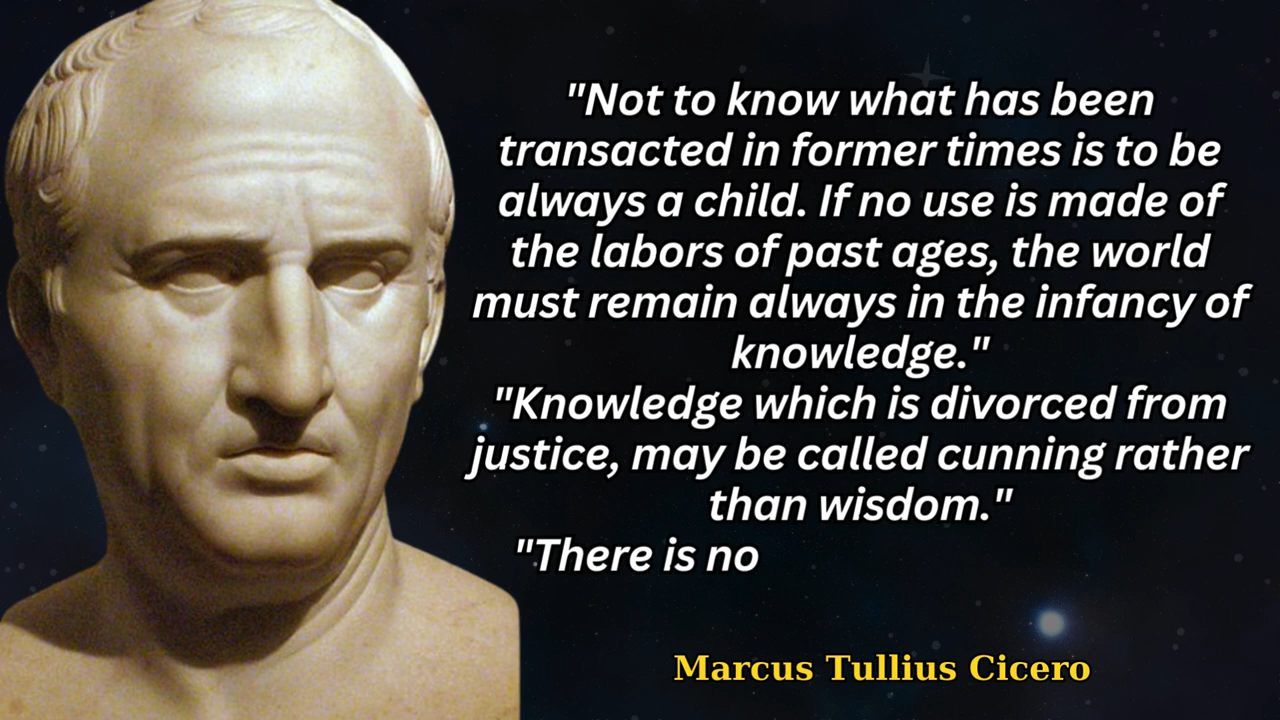 "Not to know what has been
transacted in former times is to be
always a child. If no use is made of
the labors of past ages, the world
must remain always in the infancy of
knowledge."
"Knowledge which is divorced from
justice, may be called cunning rather
than wisdom."
"There is no
Marcus Tullius Cicero